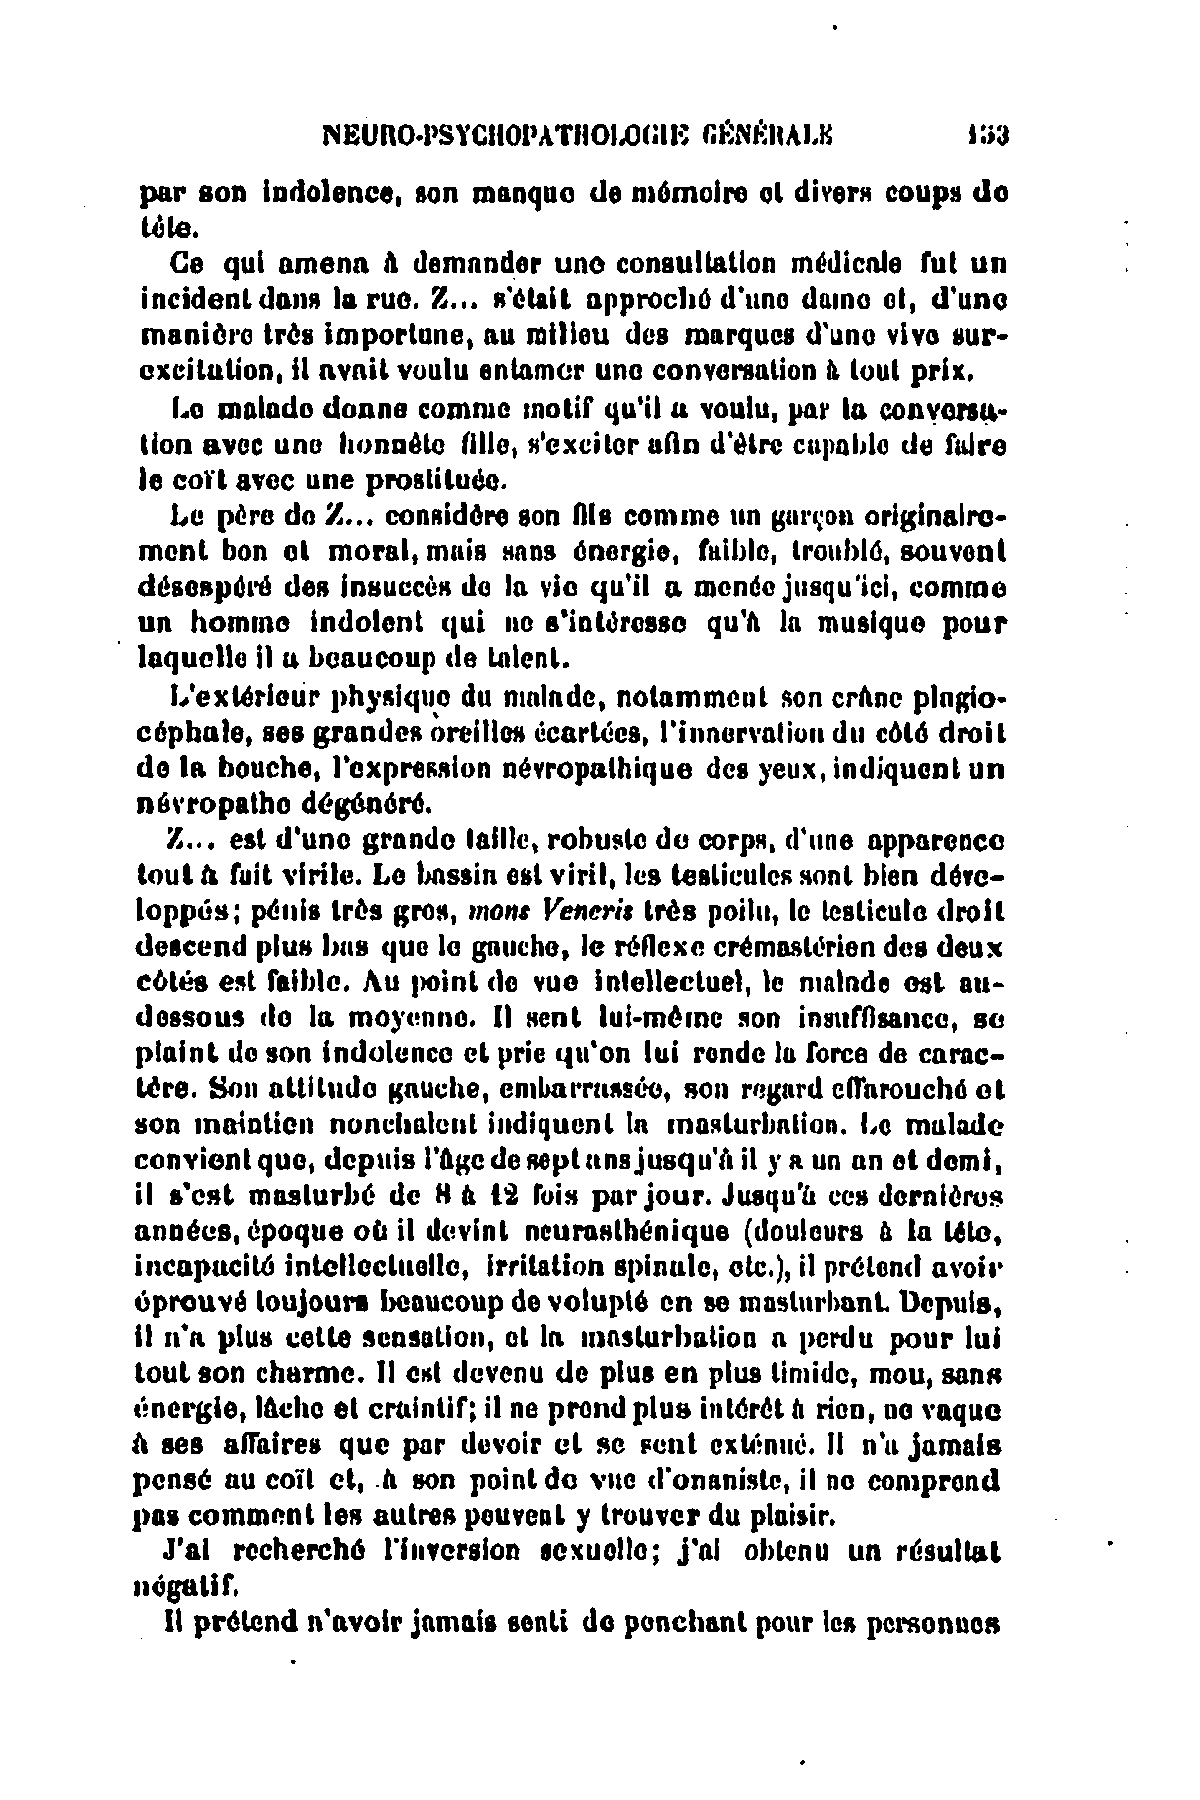 NEURO-PSYCHOPATHOLOGIE GÉNÉRALE 153
par son indolence, son manque de mémoire et divers coups de
tête.
Ce qui amena à demander une consultation médicale fut un
incident dans la rue. Z... s'était approché d'une dame et, d'une
manière très importune, au milieu des marques d'une vive sur-
excitation, il avait voulu entamer une conversation à tout prix.
Le malade donne comme motif qu'il a voulu, par la conversa-
tion avec une honnête fille, s'exciter afin d'être capable de faire
le coït avec une prostituée.
Le père de Z... considère son fils comme un garçon originaire-
ment bon et moral, mais sans énergie, faible, troublé, souvent
désespéré des insuccès de la vie qu'il a menée jusqu'ici, comme
un homme indolent qui ne s'intéresse qu'à la musique pour
laquelle il a beaucoup de talent.
L'extérieur physique du malade, notamment son crâne plagio-
céphale, ses grandes oreilles écartées, l'innervation du côté droit
de la bouche, l'expression névropathique des yeux, indiquent un
névropathe dégénéré.
Z... est d'une grande taille, robuste de corps, d'une apparence
tout à fait virile. Le bassin est viril, les testicules sont bien déve-
loppés; pénis très gros, mons Veneris très poilu, le testicule droit
descend plus bas que le gauche, le réflexe crémastérien des deux
côtés est faible. Au point de vue intellectuel, le malade est au-
dessous de la moyenne. Il sent lui-même son insuffisance, se
plaint de son indolence et prie qu'on lui rende la force de carac-
tère. Son attitude gauche, embarrassée, son regard effarouché et
son maintien nonchalent indiquent la masturbation. Le malade
convient que, depuis l'âge de sept ans jusqu'à il y a un an et demi,
il s'est masturbé de 8 à 12 fois par jour. Jusqu'à ces dernières
années, époque où il devint neurasthénique (douleurs à la tête,
incapacité intellectuelle, irritation spinale, etc.), il prétend avoir
éprouvé toujours beaucoup de volupté en se masturbant. Depuis,
il n'a plus cette sensation, et la masturbation a perdu pour lui
tout son charme. Il est devenu de plus en plus timide, mou, sans
énergie, lâche et craintif; il ne prend plus intérêt à rien, ne vaque
à ses affaires que par devoir et se sent exténué. Il n'a jamais
pensé au coït et, à son point de vue d'onaniste, il ne comprend
pas comment les autres peuvent y trouver du plaisir.
J'ai recherché l'inversion sexuelle; j'ai obtenu un résultat
négatif.
Il prétend n'avoir jamais senti de penchant pour les personnes